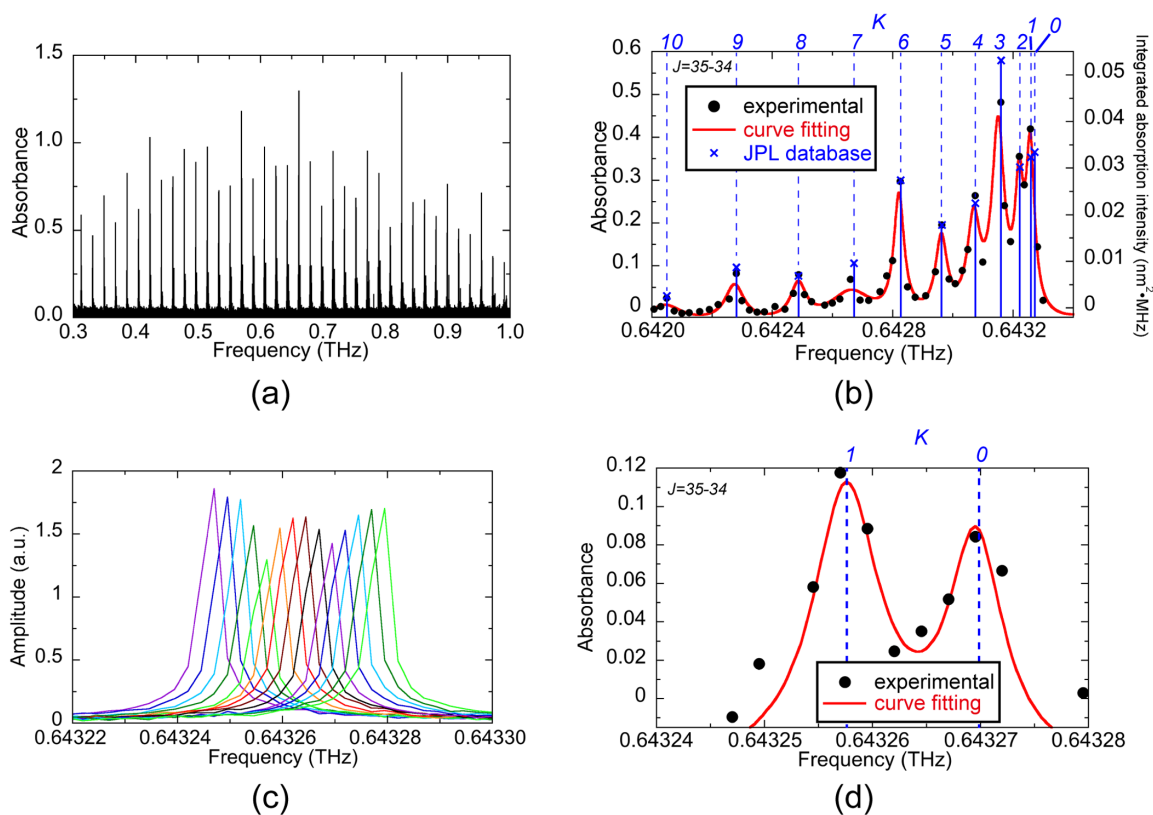 1.5
1.0
0.5
0.0
Absorbance
0.3 0.4 0.5 0.6 0.7 0.8 0.9 1.0
Frequency (THz)
(a)
K
10 9 8 7 6 5 4 3 2 1 0
J=35-34
experimental
curve fitting
JPL database
0.6
0.5
0.4
0.3
0.2
0.1
0
Absorbance
0.05
0.04
0.03
0.02
0.01
0
Integrated absorption intensity (nm²•MHz)
0.6420 0.6424 0.6428 0.6432
Frequency (THz)
(b)
2
1.5
1
0.5
0
Amplitude (a.u.)
0.64322 0.64324 0.64326 0.64328 0.64330
Frequency (THz)
(c)
K
1 0
J=35-34
0.12
0.10
0.08
0.06
0.04
0.02
0
Absorbance
experimental
curve fitting
0.64324 0.64325 0.64326 0.64327 0.64328
Frequency (THz)
(d)